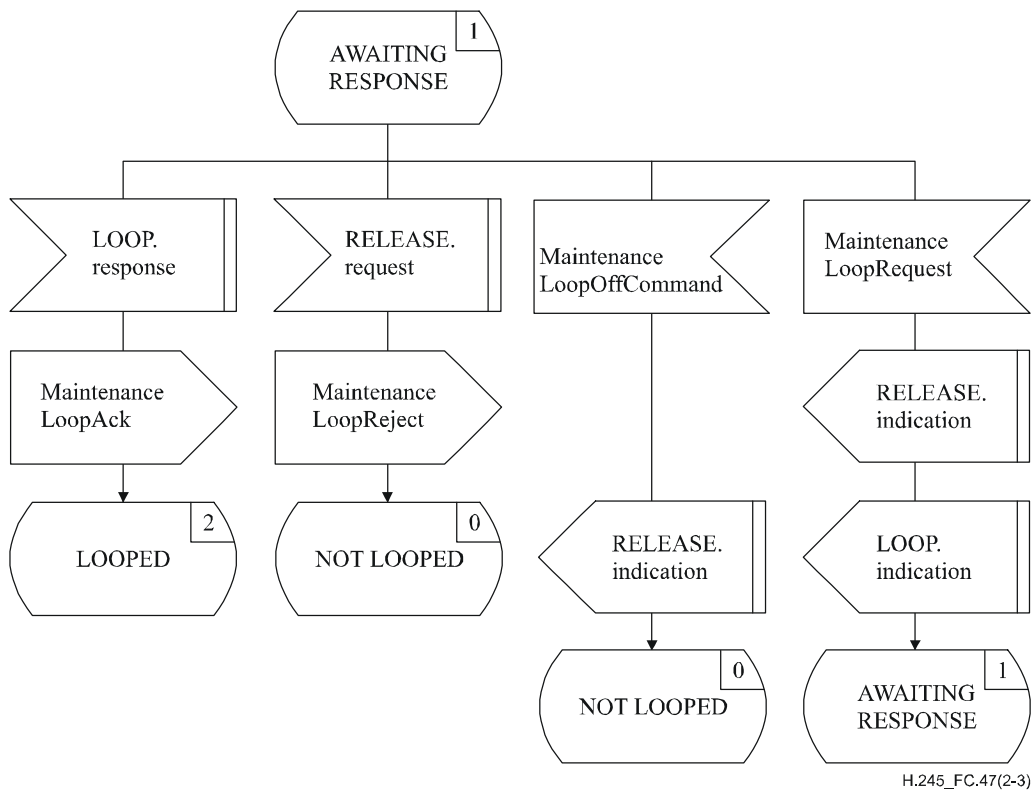 1
AWAITING
RESPONSE
LOOP.
response
RELEASE.
request
Maintenance
LoopOffCommand
Maintenance
LoopRequest
Maintenance
LoopAck
Maintenance
LoopReject
RELEASE.
indication
2
LOOPED
0
NOT LOOPED
RELEASE.
indication
LOOP.
indication
0
NOT LOOPED
1
AWAITING
RESPONSE
H.245_FC.47(2-3)